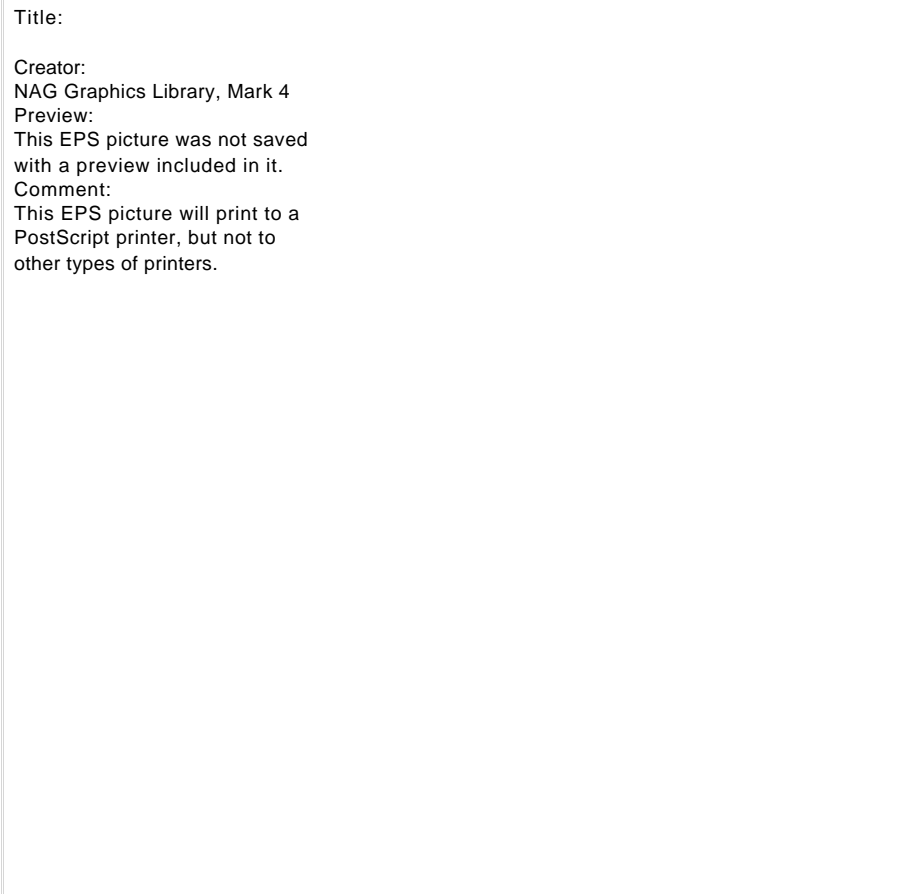 Title:
Creator:
NAG Graphics Library, Mark 4
Preview:
This EPS picture was not saved
with a preview included in it.
Comment:
This EPS picture will print to a
PostScript printer, but not to
other types of printers.